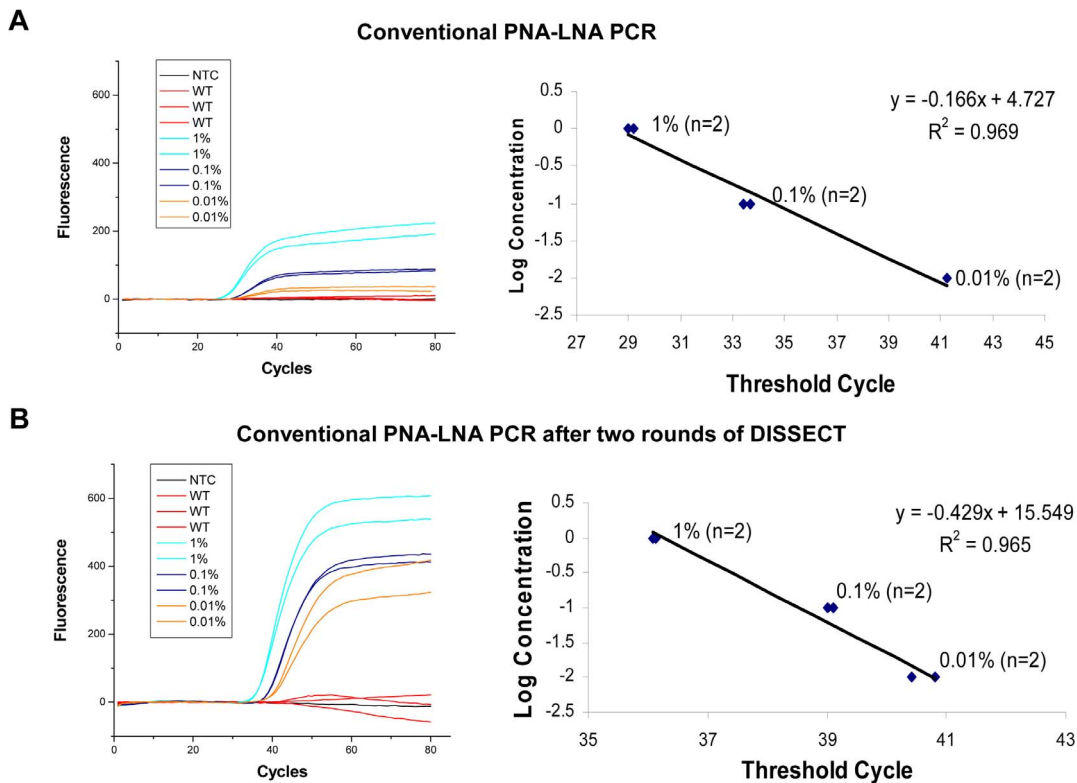 A
Conventional PNA-LNA PCR
NTC
WT
WT
WT
1%
1%
0.1%
0.1%
0.01%
0.01%
600
400
200
0
Fluorescence
0 20 40 60 80
Cycles
0.5
0
-0.5
-1
-1.5
-2
-2.5
Log Concentration
y = -0.166x + 4.727
R² = 0.969
1% (n=2)
0.1% (n=2)
0.01% (n=2)
27 29 31 33 35 37 39 41 43 45
Threshold Cycle
B
Conventional PNA-LNA PCR after two rounds of DISSECT
NTC
WT
WT
WT
1%
1%
0.1%
0.1%
0.01%
0.01%
600
400
200
0
Fluorescence
0 20 40 60 80
Cycles
0.5
0
-0.5
-1
-1.5
-2
-2.5
Log Concentration
y = -0.429x + 15.549
R² = 0.965
1% (n=2)
0.1% (n=2)
0.01% (n=2)
35 37 39 41 43
Threshold Cycle